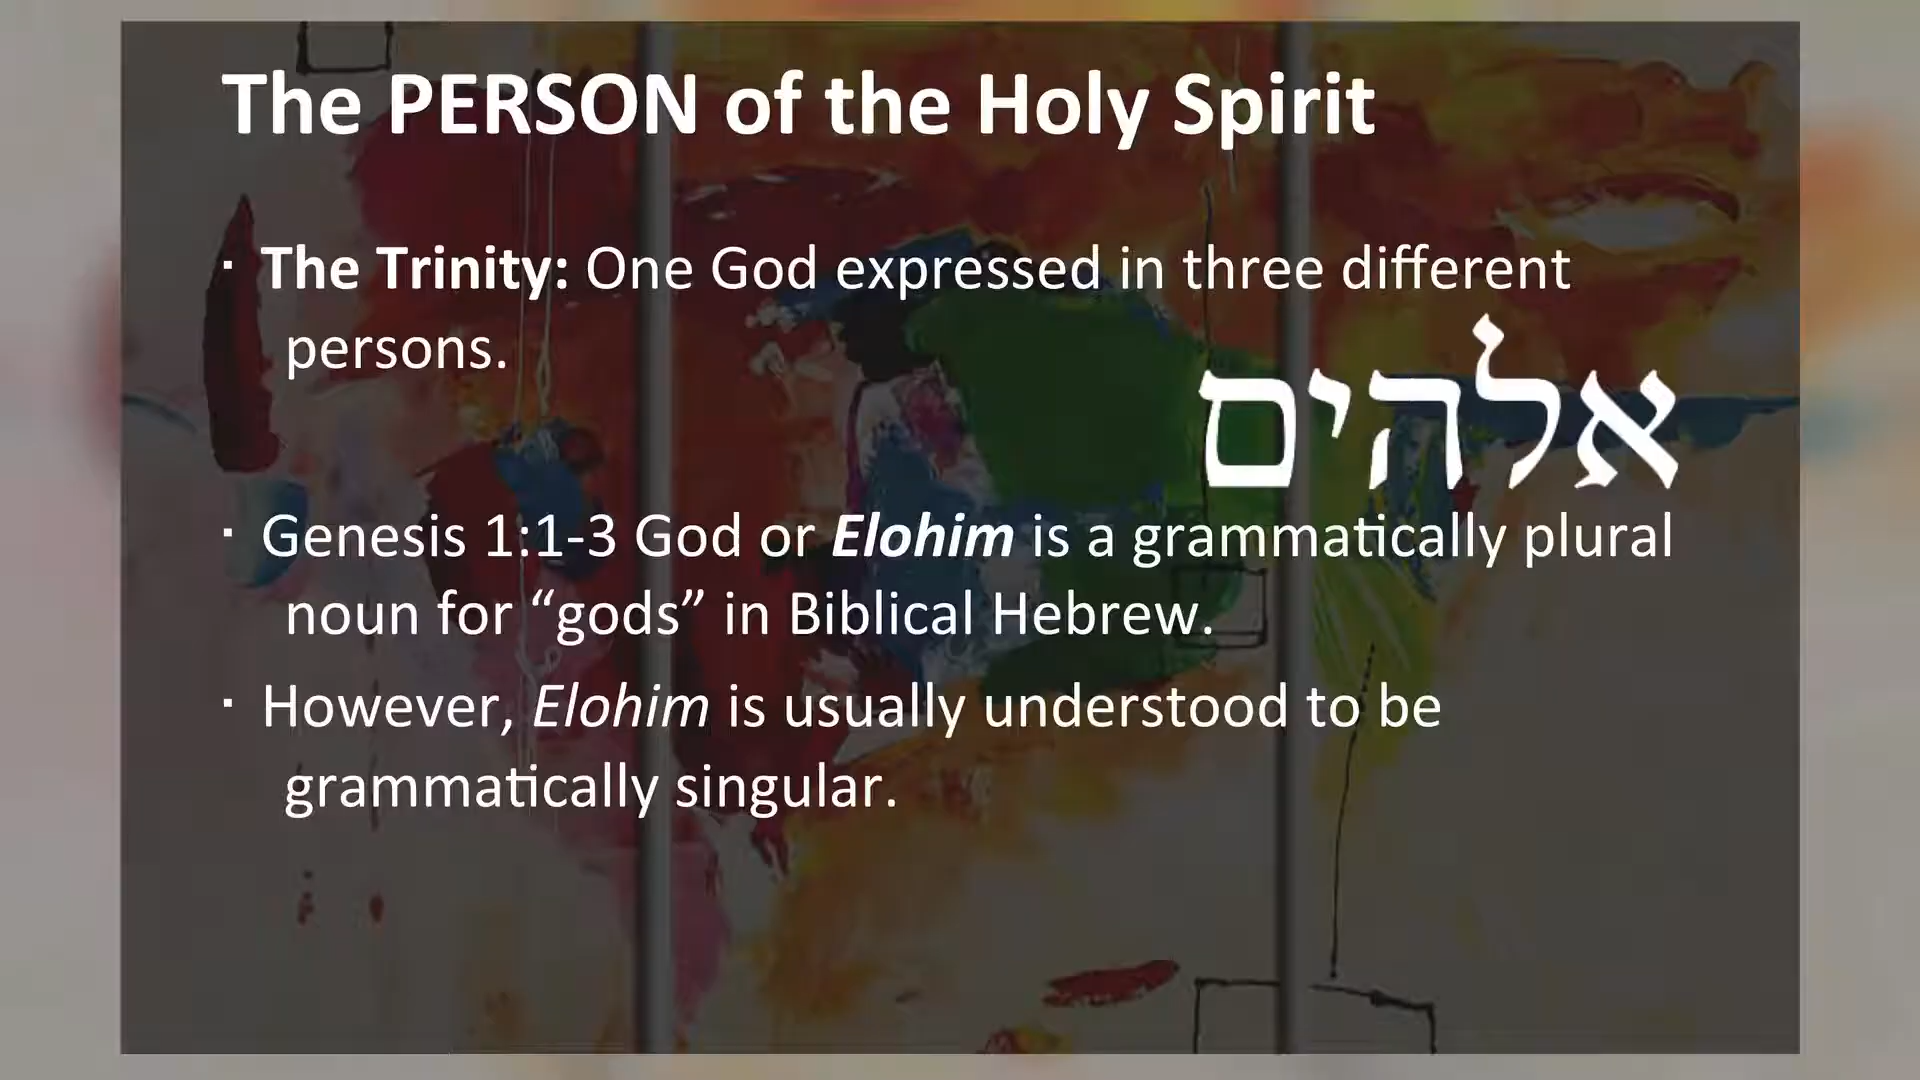 The PERSON of the Holy Spirit
· The Trinity: One God expressed in three different
persons.
אלהים
· Genesis 1:1-3 God or Elohim is a grammatically plural
noun for “gods” in Biblical Hebrew.
· However, Elohim is usually understood to be
grammatically singular.